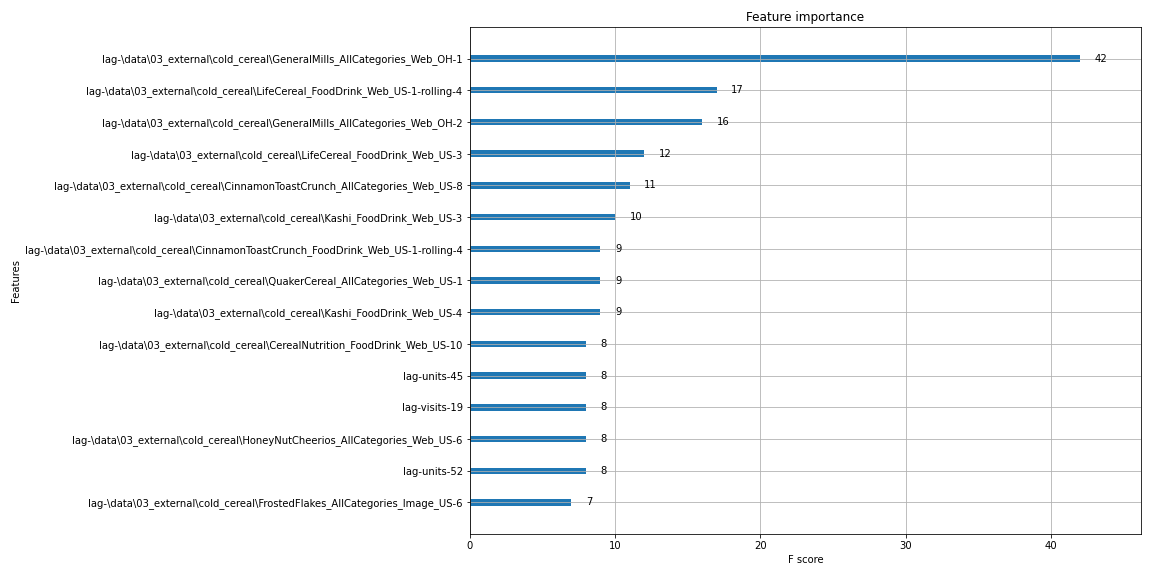 Feature importance
lag-\data\03_external\cold_cereal\GeneralMills_AllCategories_Web_OH-1
42
lag-\data\03_external\cold_cereal\LifeCereal_FoodDrink_Web_US-1-rolling-4
17
lag-\data\03_external\cold_cereal\GeneralMills_AllCategories_Web_OH-2
16
lag-\data\03_external\cold_cereal\LifeCereal_FoodDrink_Web_US-3
12
lag-\data\03_external\cold_cereal\CinnamonToastCrunch_AllCategories_Web_US-8
11
lag-\data\03_external\cold_cereal\Kashi_FoodDrink_Web_US-3
10
lag-\data\03_external\cold_cereal\CinnamonToastCrunch_FoodDrink_Web_US-1-rolling-4
9
lag-\data\03_external\cold_cereal\QuakerCereal_AllCategories_Web_US-1
9
lag-\data\03_external\cold_cereal\Kashi_FoodDrink_Web_US-4
9
lag-\data\03_external\cold_cereal\CerealNutrition_FoodDrink_Web_US-10
8
lag-units-45
8
lag-visits-19
8
lag-\data\03_external\cold_cereal\HoneyNutCheerios_AllCategories_Web_US-6
8
lag-units-52
8
lag-\data\03_external\cold_cereal\FrostedFlakes_AllCategories_Image_US-6
7
Features
0 10 20 30 40
F score